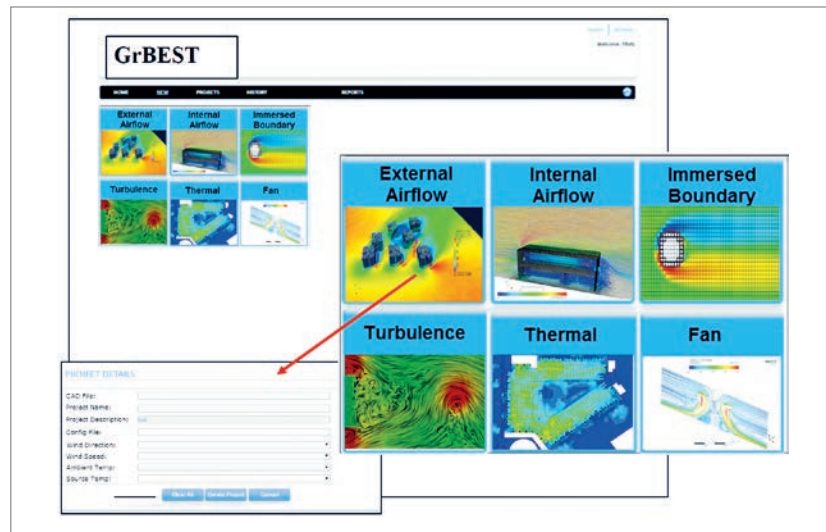 GrBEST
HOME NEW PROJECTS HISTORY REPORTS
External Airflow
Internal Airflow
Immersed Boundary
Turbulence
Thermal
Fan
External
Airflow
Internal
Airflow
Immersed
Boundary
Turbulence
Thermal
Fan
PROJECT DETAILS
CAD File:
Project Name:
Project Description:
Config File:
Wind Direction:
Wind Speed:
Ambient Temp:
Source Temp:
Clear All Create Project Cancel